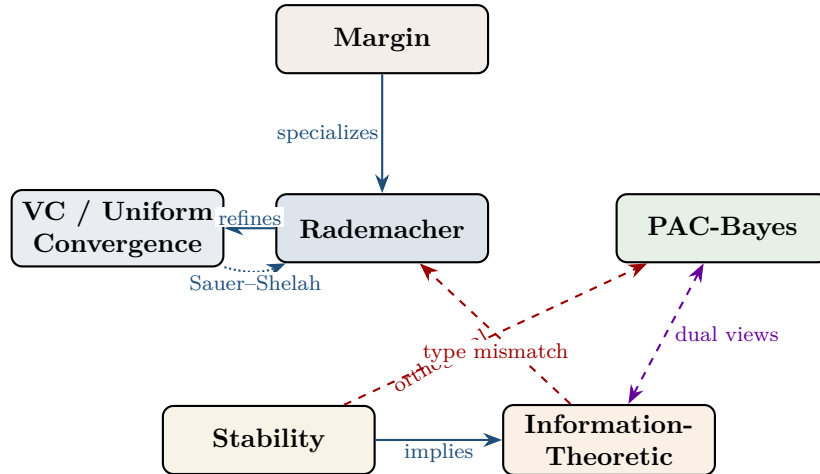 Margin
specializes
VC / Uniform
Convergence
refines
Rademacher
PAC-Bayes
Sauer–Shelah
dual views
type mismatch
orthogonal
Stability
implies
Information-
Theoretic